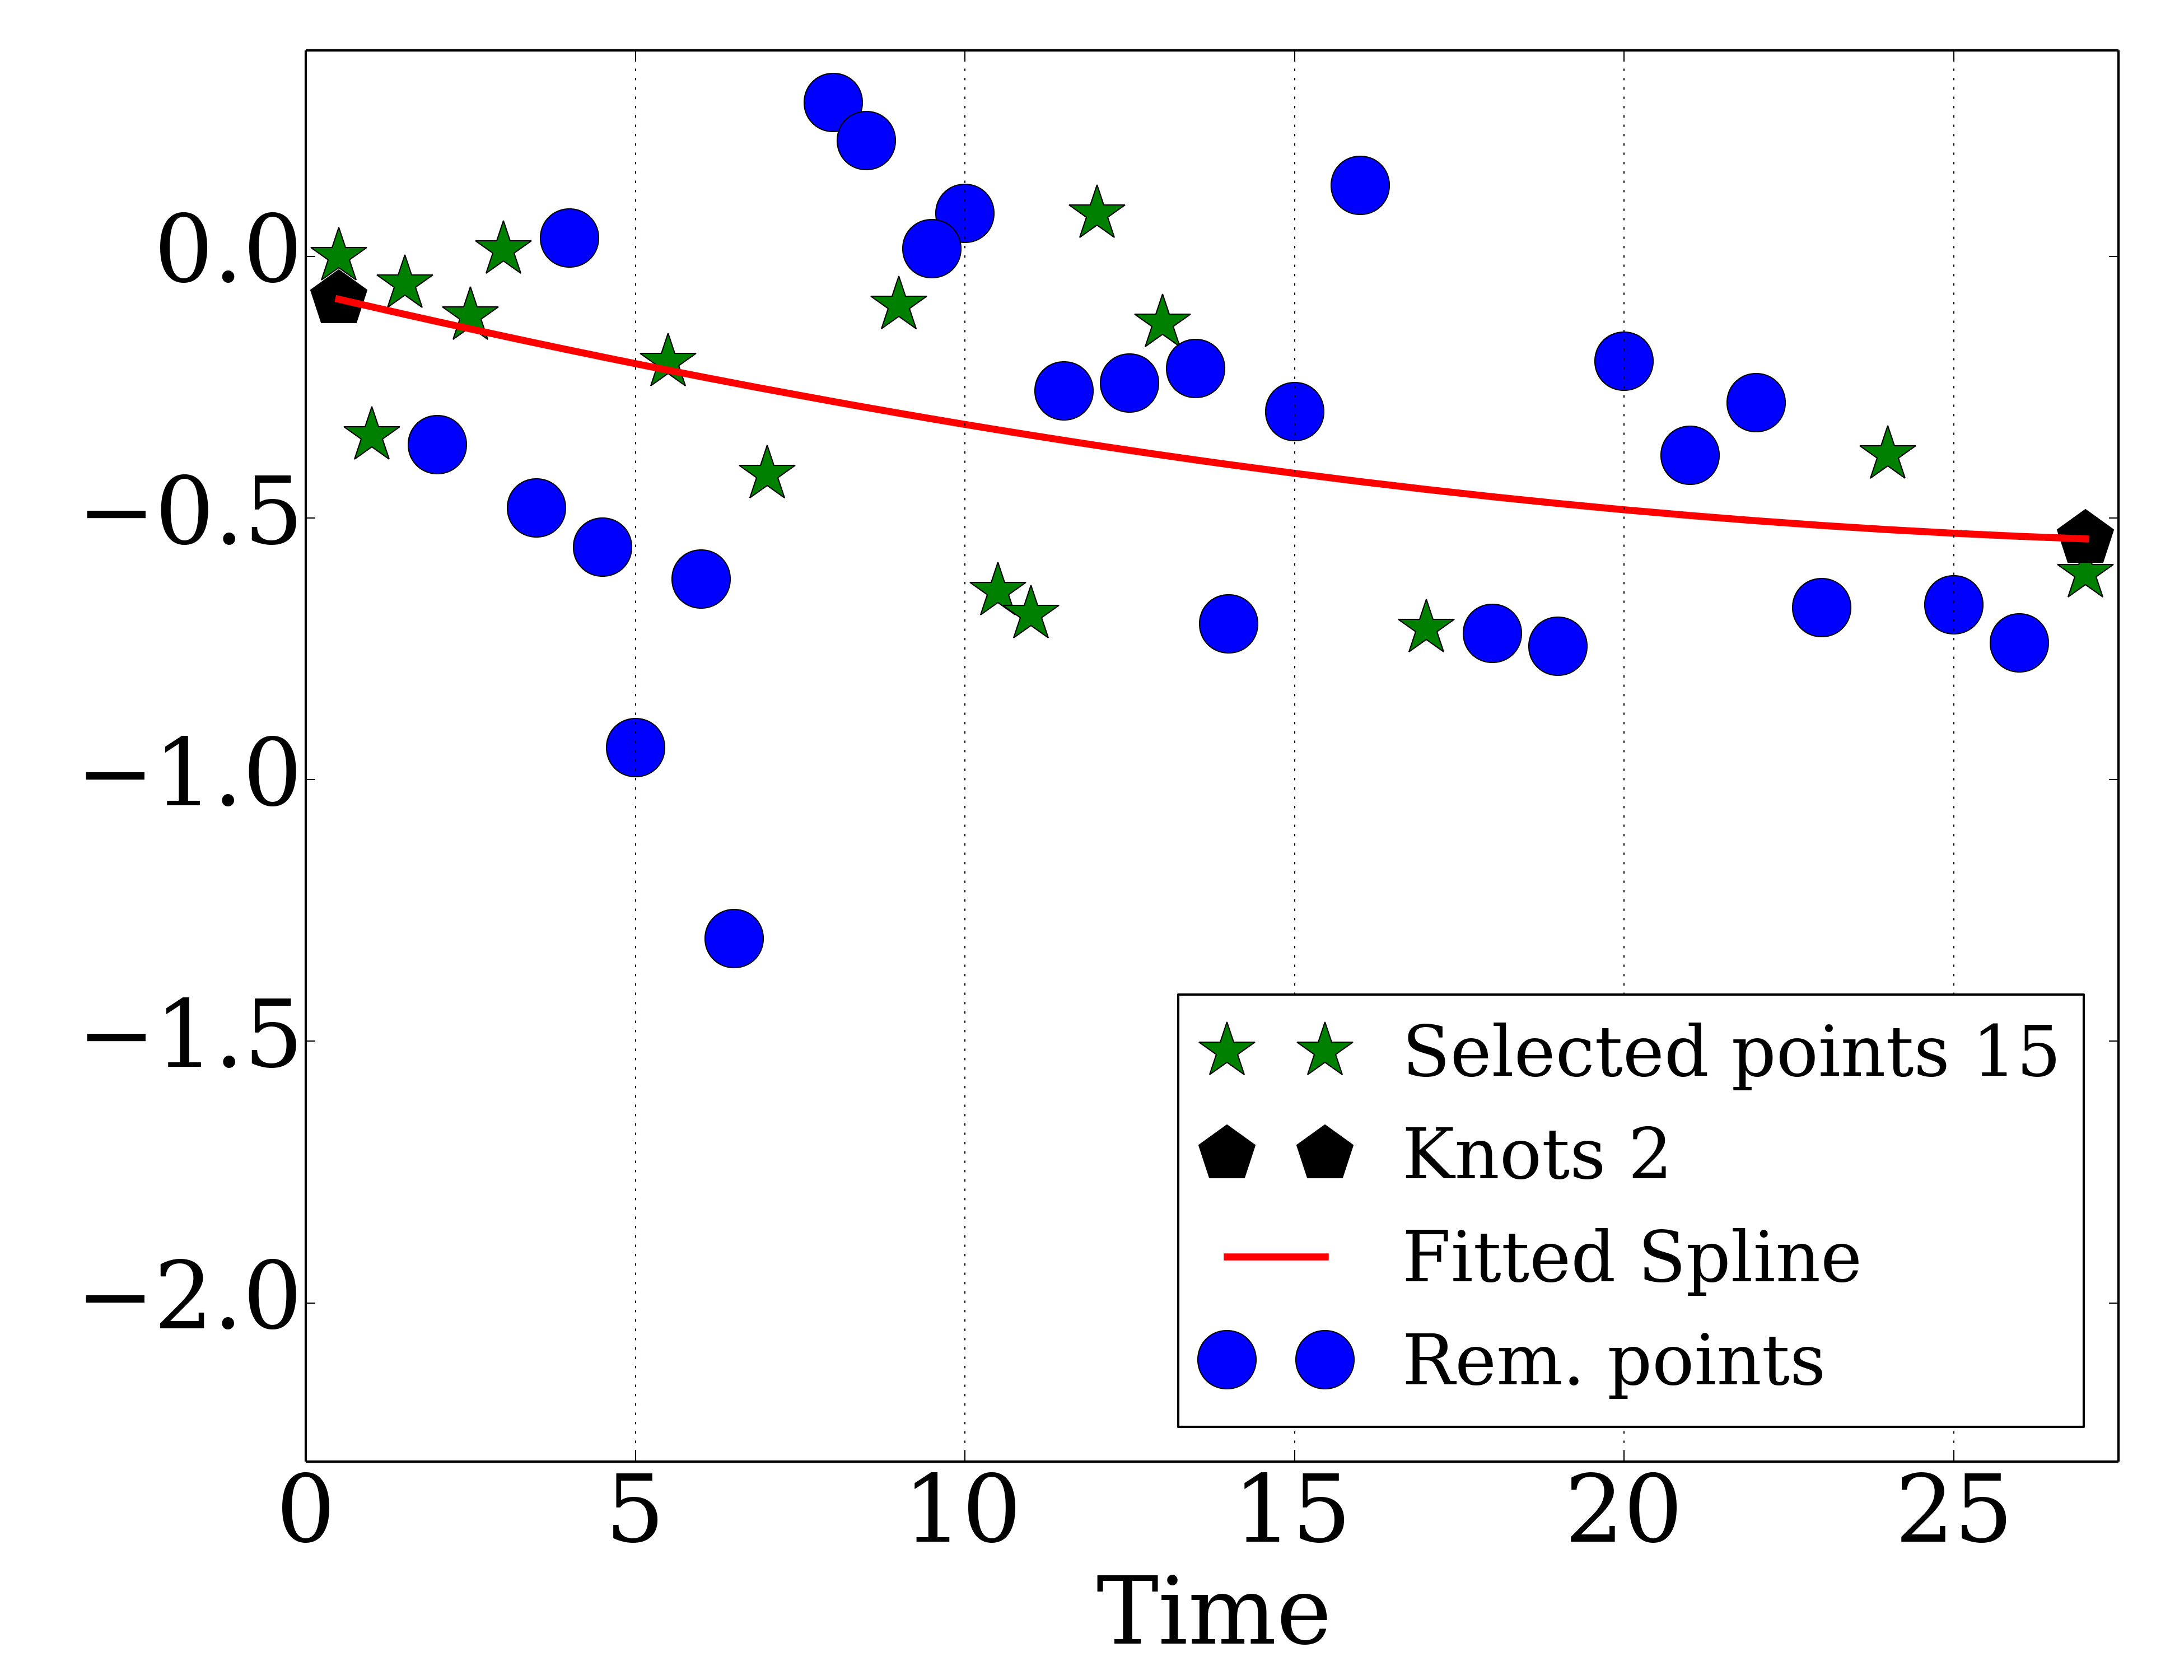 0.0
−0.5
−1.0
−1.5
−2.0
Selected points 15
Knots 2
Fitted Spline
Rem. points
0 5 10 15 20 25
Time